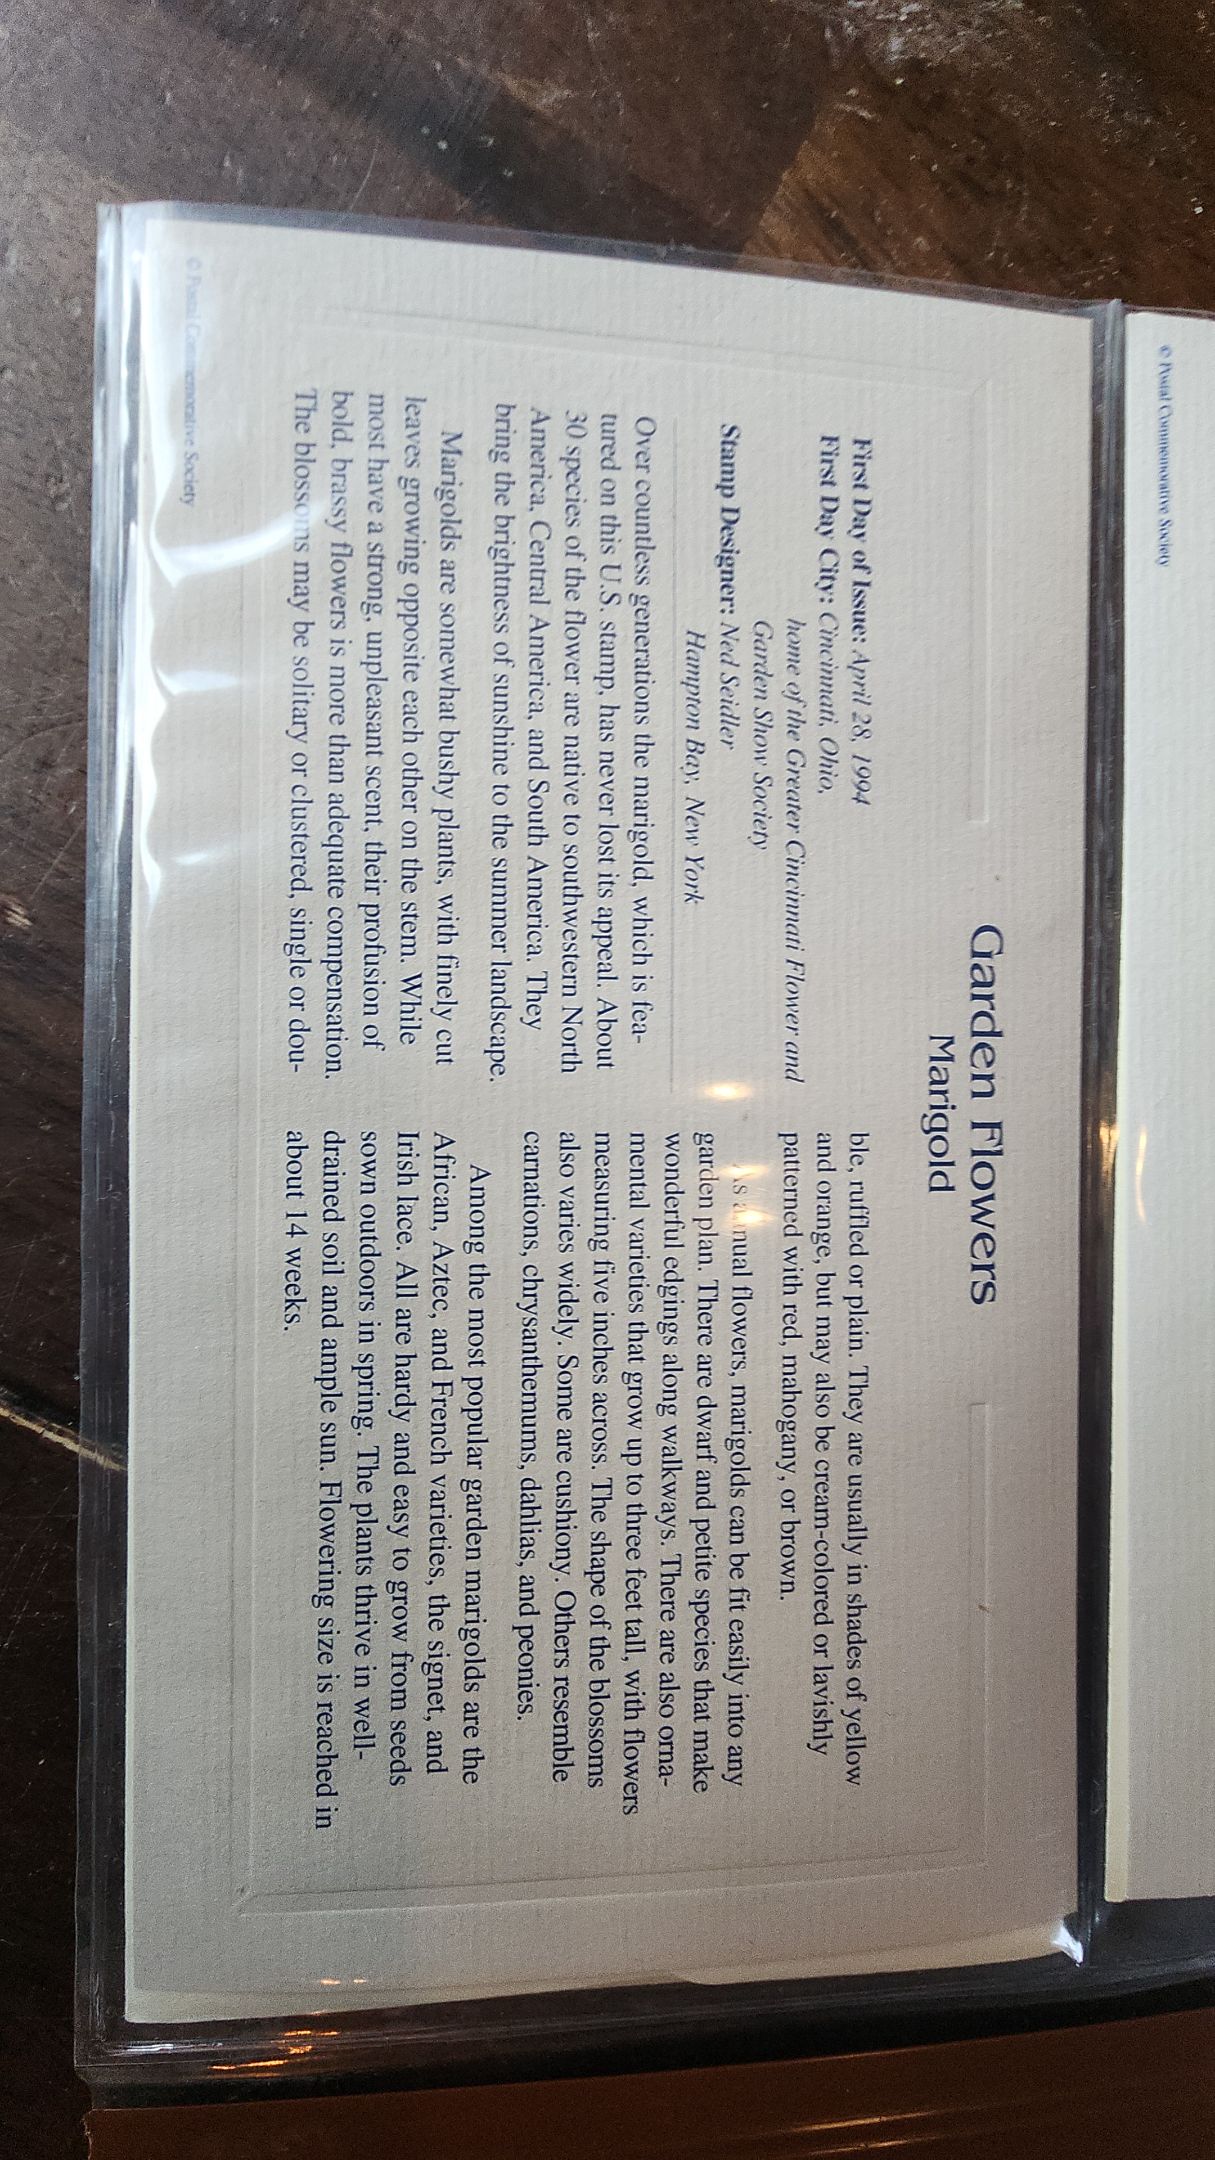 © Postal Commemorative Society
Garden Flowers
Marigold
First Day of Issue: April 28, 1994
First Day City: Cincinnati, Ohio,
home of the Greater Cincinnati Flower and
Garden Show Society
Stamp Designer: Ned Seidler
Hampton Bay, New York
Over countless generations the marigold, which is fea-
tured on this U.S. stamp, has never lost its appeal. About
30 species of the flower are native to southwestern North
America, Central America, and South America. They
bring the brightness of sunshine to the summer landscape.
Marigolds are somewhat bushy plants, with finely cut
leaves growing opposite each other on the stem. While
most have a strong, unpleasant scent, their profusion of
bold, brassy flowers is more than adequate compensation.
The blossoms may be solitary or clustered, single or dou-
ble, ruffled or plain. They are usually in shades of yellow
and orange, but may also be cream-colored or lavishly
patterned with red, mahogany, or brown.
As annual flowers, marigolds can be fit easily into any
garden plan. There are dwarf and petite species that make
wonderful edgings along walkways. There are also orna-
mental varieties that grow up to three feet tall, with flowers
measuring five inches across. The shape of the blossoms
also varies widely. Some are cushiony. Others resemble
carnations, chrysanthemums, dahlias, and peonies.
Among the most popular garden marigolds are the
African, Aztec, and French varieties, the signet, and
Irish lace. All are hardy and easy to grow from seeds
sown outdoors in spring. The plants thrive in well-
drained soil and ample sun. Flowering size is reached in
about 14 weeks.
© Postal Commemorative Society